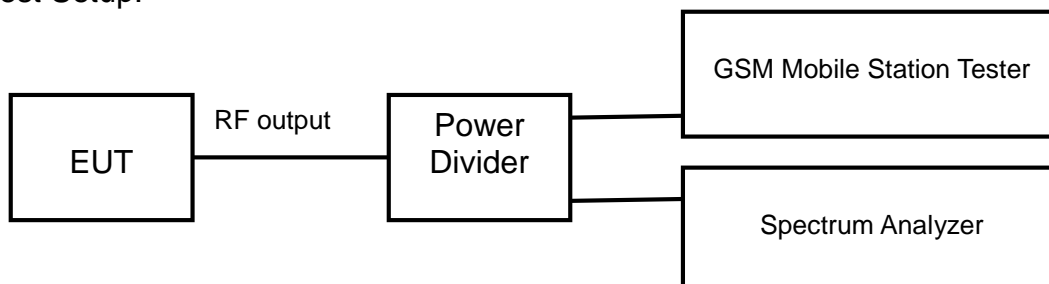 GSM Mobile Station Tester
RF output
EUT
Power
Divider
Spectrum Analyzer